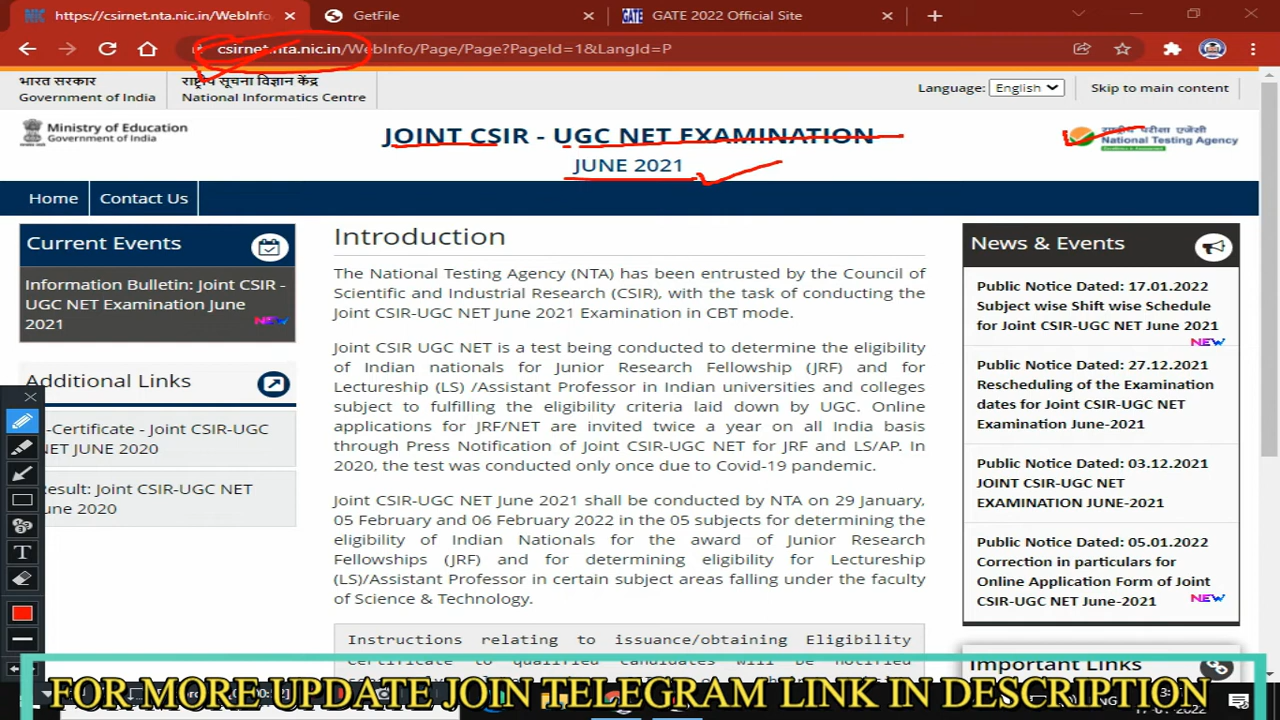 https://csirnet.nta.nic.in/WebInfo/
GetFile
GATE 2022 Official Site
csirnet.nta.nic.in/WebInfo/Page/Page?PageId=1&LangId=P
भारत सरकार
Government of India
राष्ट्रीय सूचना विज्ञान केंद्र
National Informatics Centre
Language: English
Skip to main content
Ministry of Education
Government of India
JOINT CSIR - UGC NET EXAMINATION
JUNE 2021
राष्ट्रीय परीक्षा एजेंसी
National Testing Agency
Home
Contact Us
Current Events
Information Bulletin: Joint CSIR -
UGC NET Examination June
2021
NEW
Additional Links
-Certificate - Joint CSIR-UGC
NET JUNE 2020
Result: Joint CSIR-UGC NET
June 2020
Introduction
The National Testing Agency (NTA) has been entrusted by the Council of
Scientific and Industrial Research (CSIR), with the task of conducting the
Joint CSIR-UGC NET June 2021 Examination in CBT mode.
Joint CSIR UGC NET is a test being conducted to determine the eligibility
of Indian nationals for Junior Research Fellowship (JRF) and for
Lectureship (LS) /Assistant Professor in Indian universities and colleges
subject to fulfilling the eligibility criteria laid down by UGC. Online
applications for JRF/NET are invited twice a year on all India basis
through Press Notification of Joint CSIR-UGC NET for JRF and LS/AP. In
2020, the test was conducted only once due to Covid-19 pandemic.
Joint CSIR-UGC NET June 2021 shall be conducted by NTA on 29 January,
05 February and 06 February 2022 in the 05 subjects for determining the
eligibility of Indian Nationals for the award of Junior Research
Fellowships (JRF) and for determining eligibility for Lectureship
(LS)/Assistant Professor in certain subject areas falling under the faculty
of Science & Technology.
Instructions relating to issuance/obtaining Eligibility
Certificate to qualified candidates will be notified
News & Events
Public Notice Dated: 17.01.2022
Subject wise Shift wise Schedule
for Joint CSIR-UGC NET June 2021
NEW
Public Notice Dated: 27.12.2021
Rescheduling of the Examination
dates for Joint CSIR-UGC NET
Examination June-2021
Public Notice Dated: 03.12.2021
JOINT CSIR-UGC NET
EXAMINATION JUNE-2021
Public Notice Dated: 05.01.2022
Correction in particulars for
Online Application Form of Joint
CSIR-UGC NET June-2021
NEW
Important Links
FOR MORE UPDATE JOIN TELEGRAM LINK IN DESCRIPTION